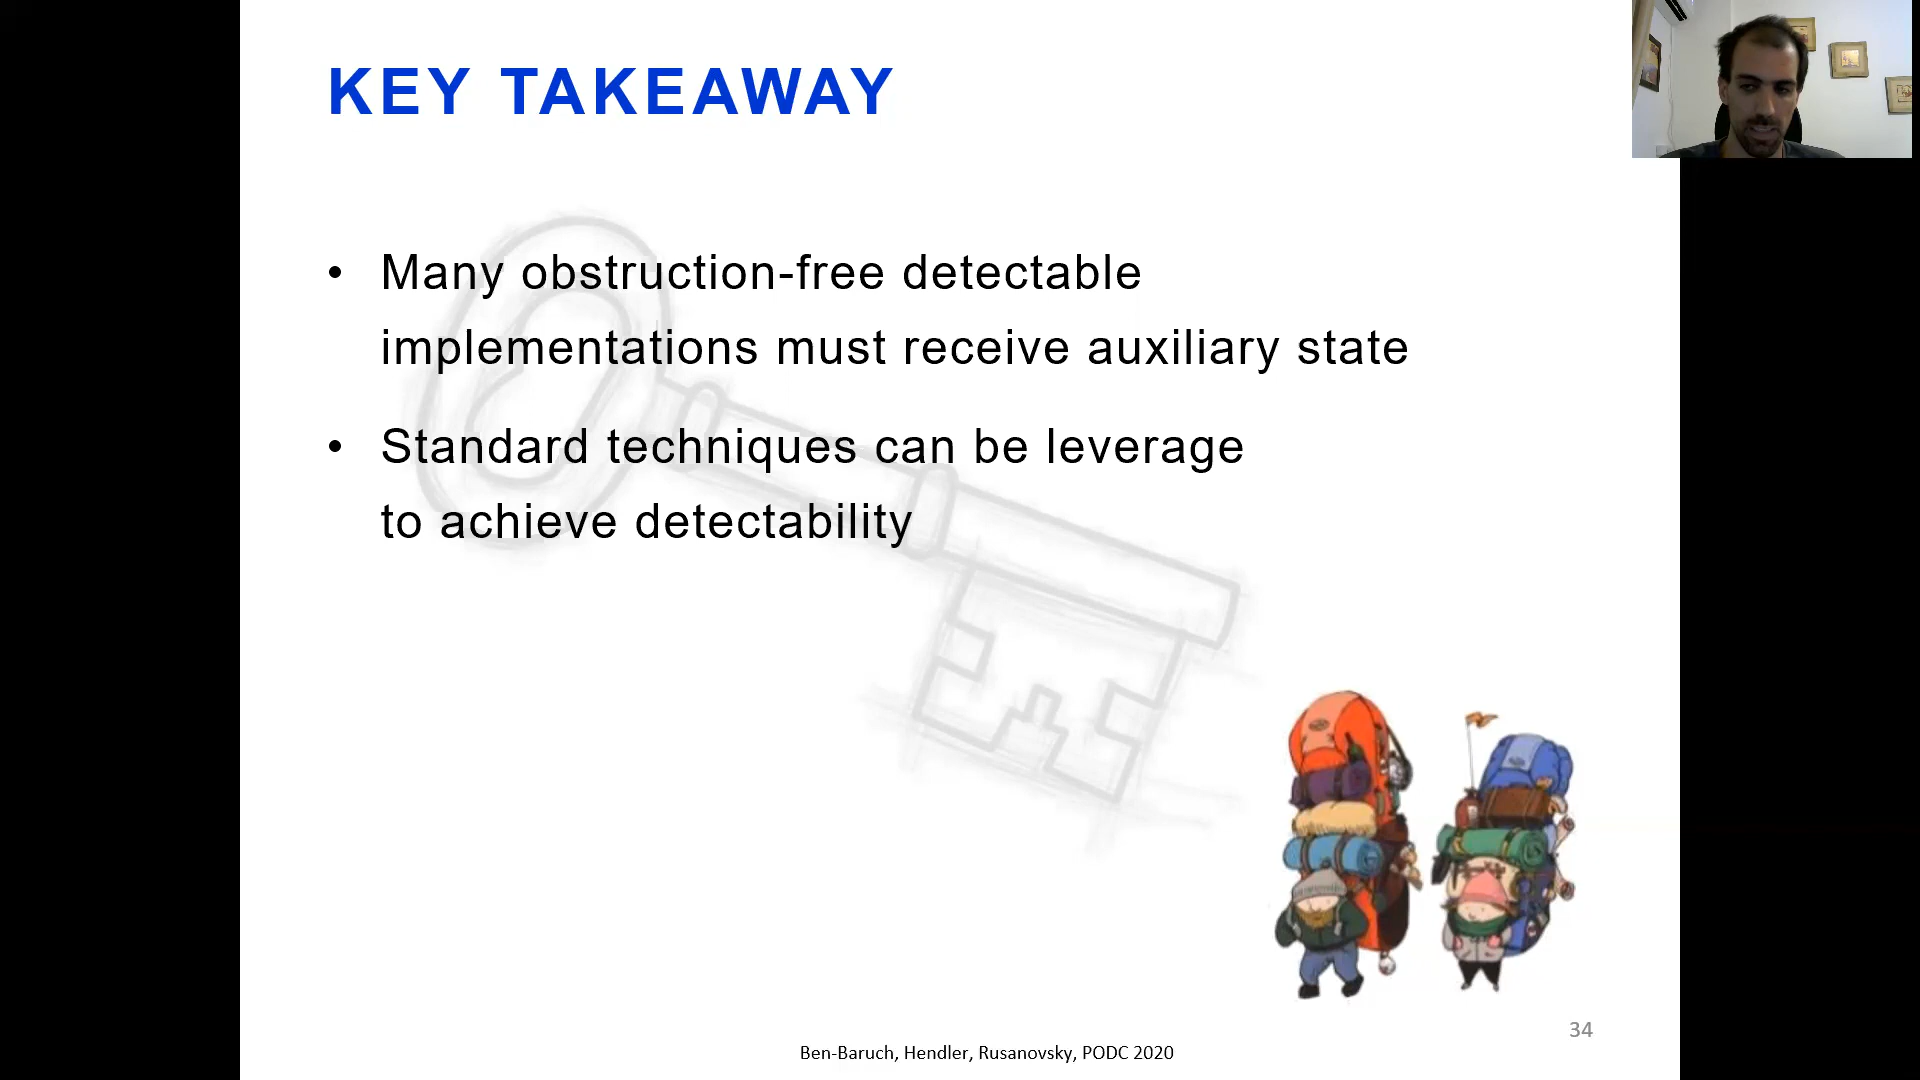 KEY TAKEAWAY
• Many obstruction-free detectable
implementations must receive auxiliary state
• Standard techniques can be leverage
to achieve detectability
34
Ben-Baruch, Hendler, Rusanovsky, PODC 2020